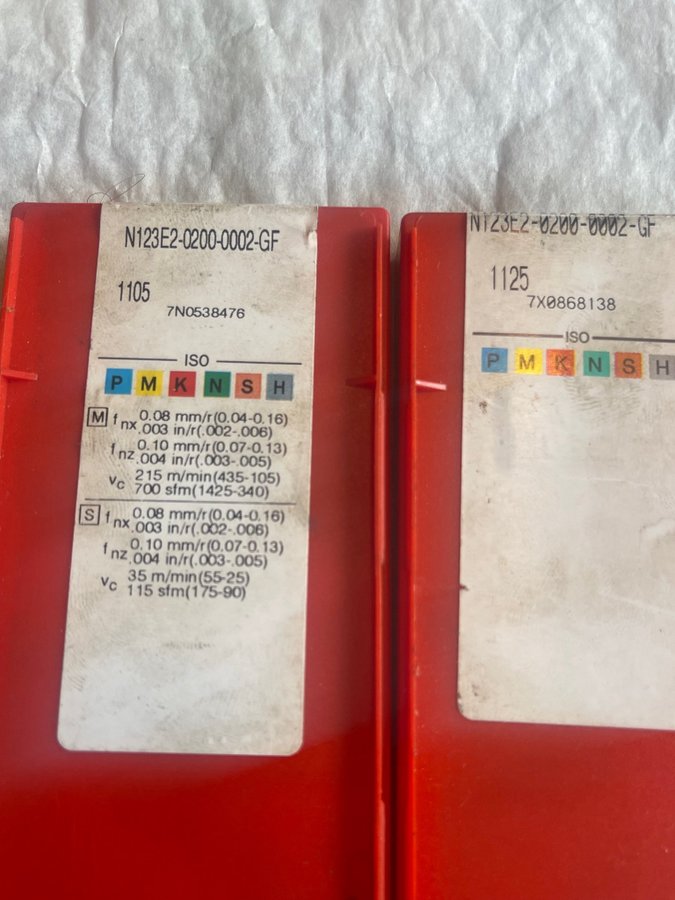 N123E2-0200-0002-GF
1105
7N0538476
ISO
P M K N S H
M fnx 0.08 mm/r(0.04-0.16)
.003 in/r(.002-.006)
fnz 0.10 mm/r(0.07-0.13)
.004 in/r(.003-.005)
vc 215 m/min(435-105)
700 sfm(1425-340)
S fnx 0.08 mm/r(0.04-0.16)
.003 in/r(.002-.006)
fnz 0.10 mm/r(0.07-0.13)
.004 in/r(.003-.005)
vc 35 m/min(55-25)
115 sfm(175-90)
N123E2-0200-0002-GF
1125
7X0868138
ISO
P M K N S H